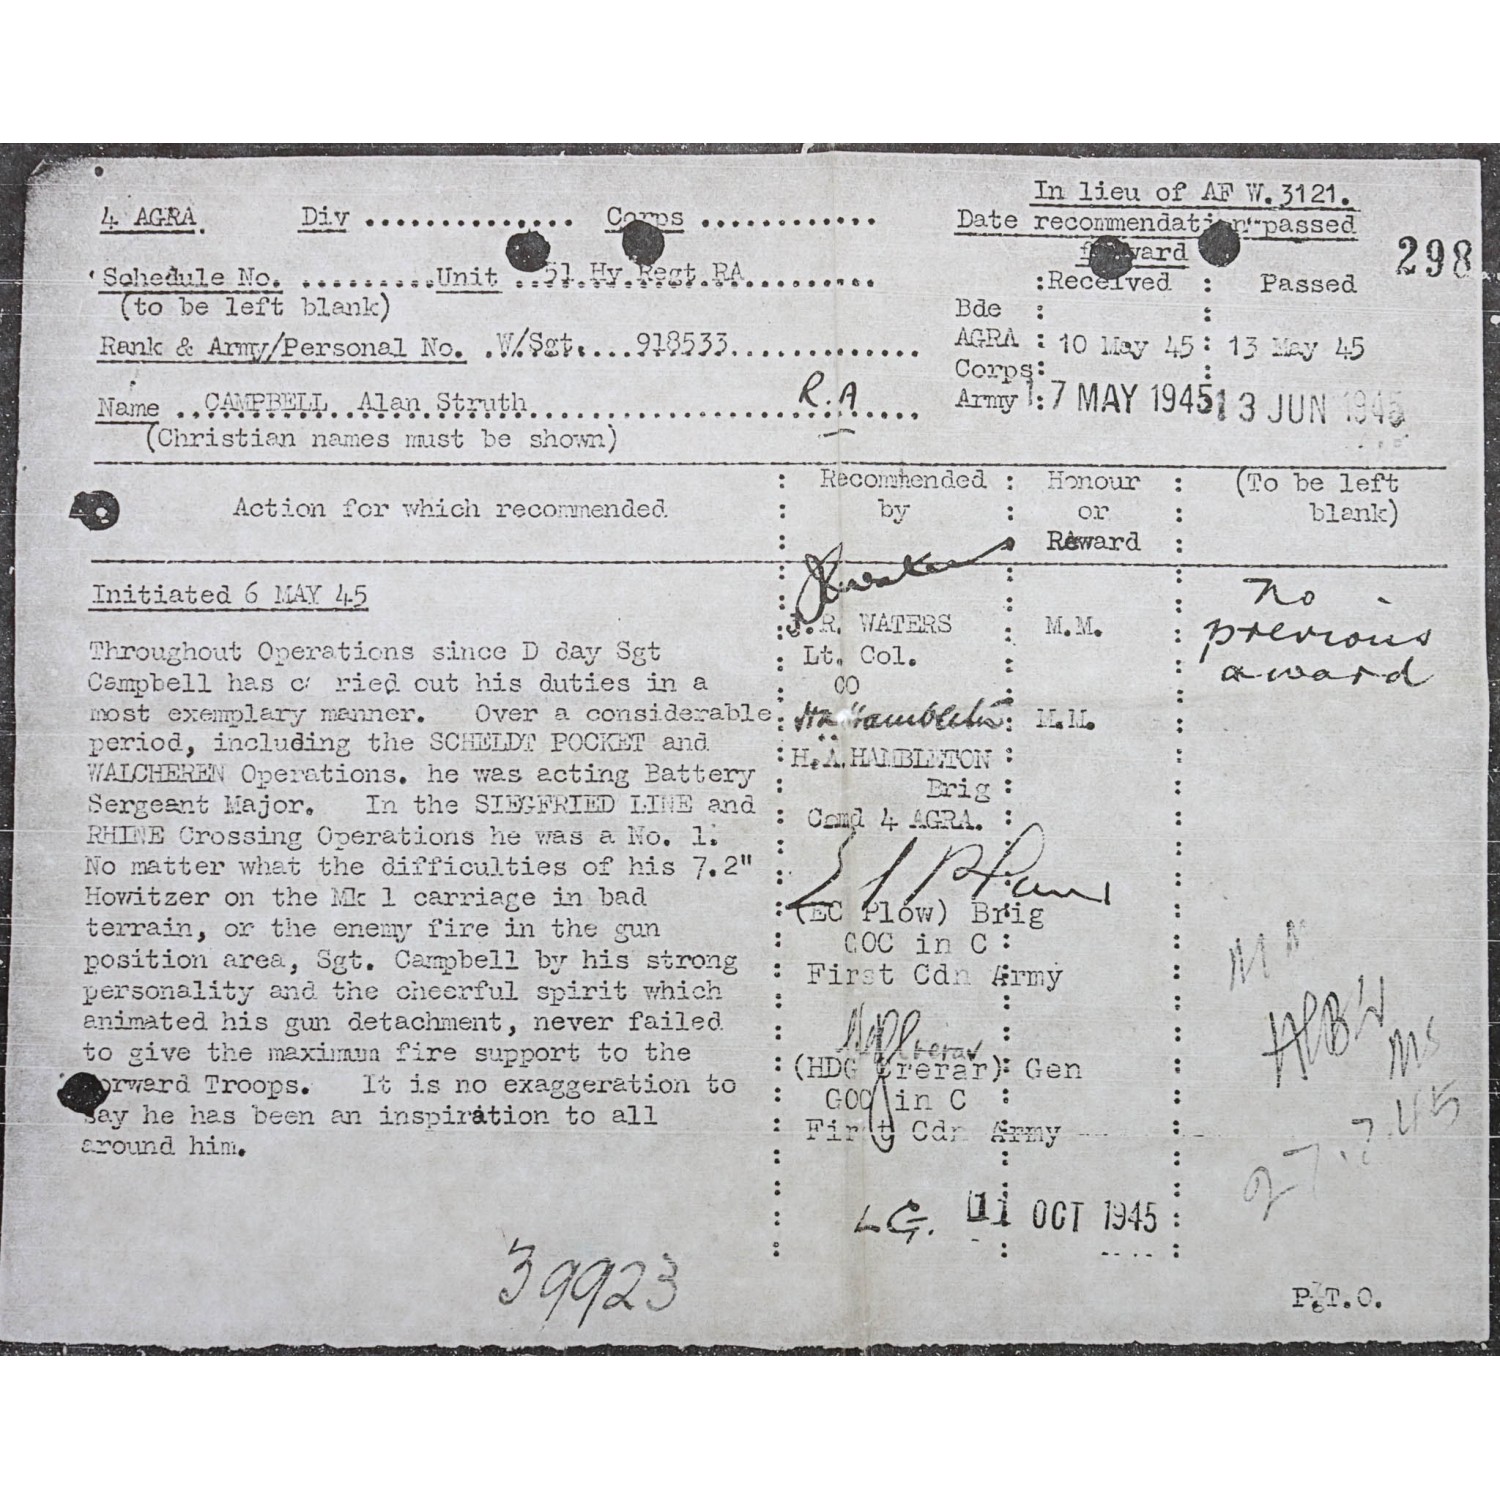 In lieu of AF W.3121.
4 AGRA. Div ............... Corps ............
Date recommendation passed
forward
298
Schedule No. ......... Unit ..51 Hy Regt RA.........
:Received : Passed
(to be left blank)
Bde : :
Rank & Army/Personal No. .W/Sgt....918533..............
AGRA : 10 May 45: 13 May 45
Corps: :
Name ..CAMPBELL..Alan Struth............................ R.A
Army : 17 MAY 1945 13 JUN 1945
(Christian names must be shown)
Action for which recommended
Recommended by
Honour or Reward
(To be left blank)
Initiated 6 MAY 45
Throughout Operations since D day Sgt
Campbell has c ried out his duties in a
most exemplary manner. Over a considerable
period, including the SCHELDT POCKET and
WALCHEREN Operations. he was acting Battery
Sergeant Major. In the SIEGFRIED LINE and
RHINE Crossing Operations he was a No. 1.
No matter what the difficulties of his 7.2"
Howitzer on the Mk 1 carriage in bad
terrain, or the enemy fire in the gun
position area, Sgt. Campbell by his strong
personality and the cheerful spirit which
animated his gun detachment, never failed
to give the maximum fire support to the
forward Troops. It is no exaggeration to
say he has been an inspiration to all
around him.
J.R. WATERS
Lt. Col.
CO
M.M.
HA Hambleton
H.A.HAMBLETON
Brig
Comd 4 AGRA.
M.M.
(EC Plow) Brig
GOC in C
First Cdn Army
HDG Crerar
(HDG Crerar) Gen
GOC in C
First Cdn Army
No
previous
award
MM
MS
27.7.45
LG. 11 OCT 1945
39923
P.T.O.